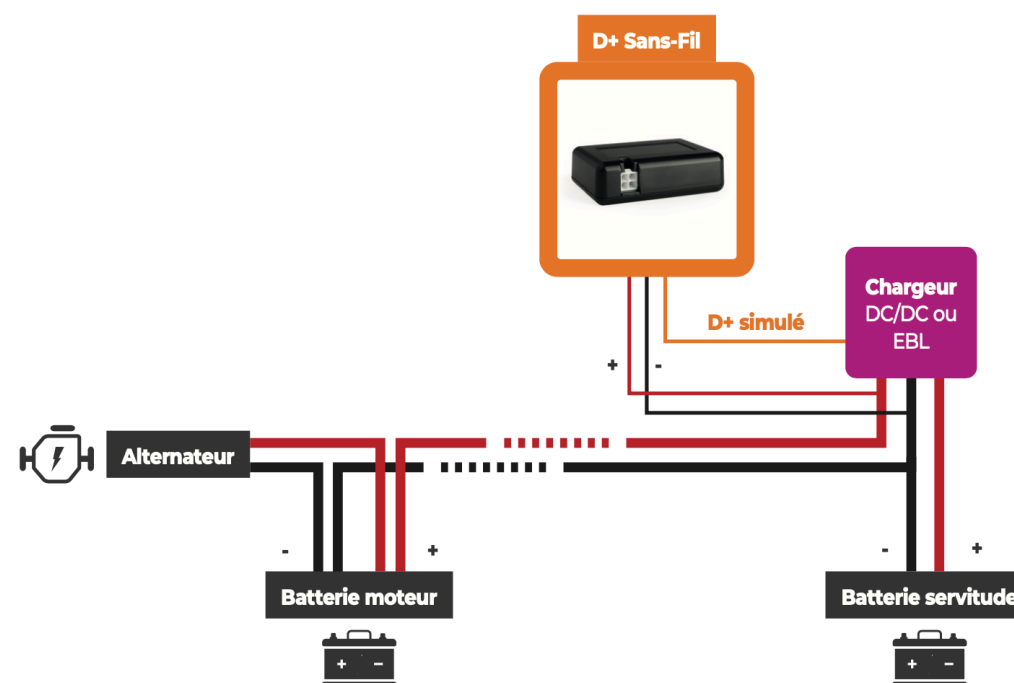 D+ Sans-Fil
Chargeur
DC/DC ou
EBL
D+ simulé
+ -
Alternateur
- +
- +
Batterie moteur
Batterie servitude
+ -
+ -